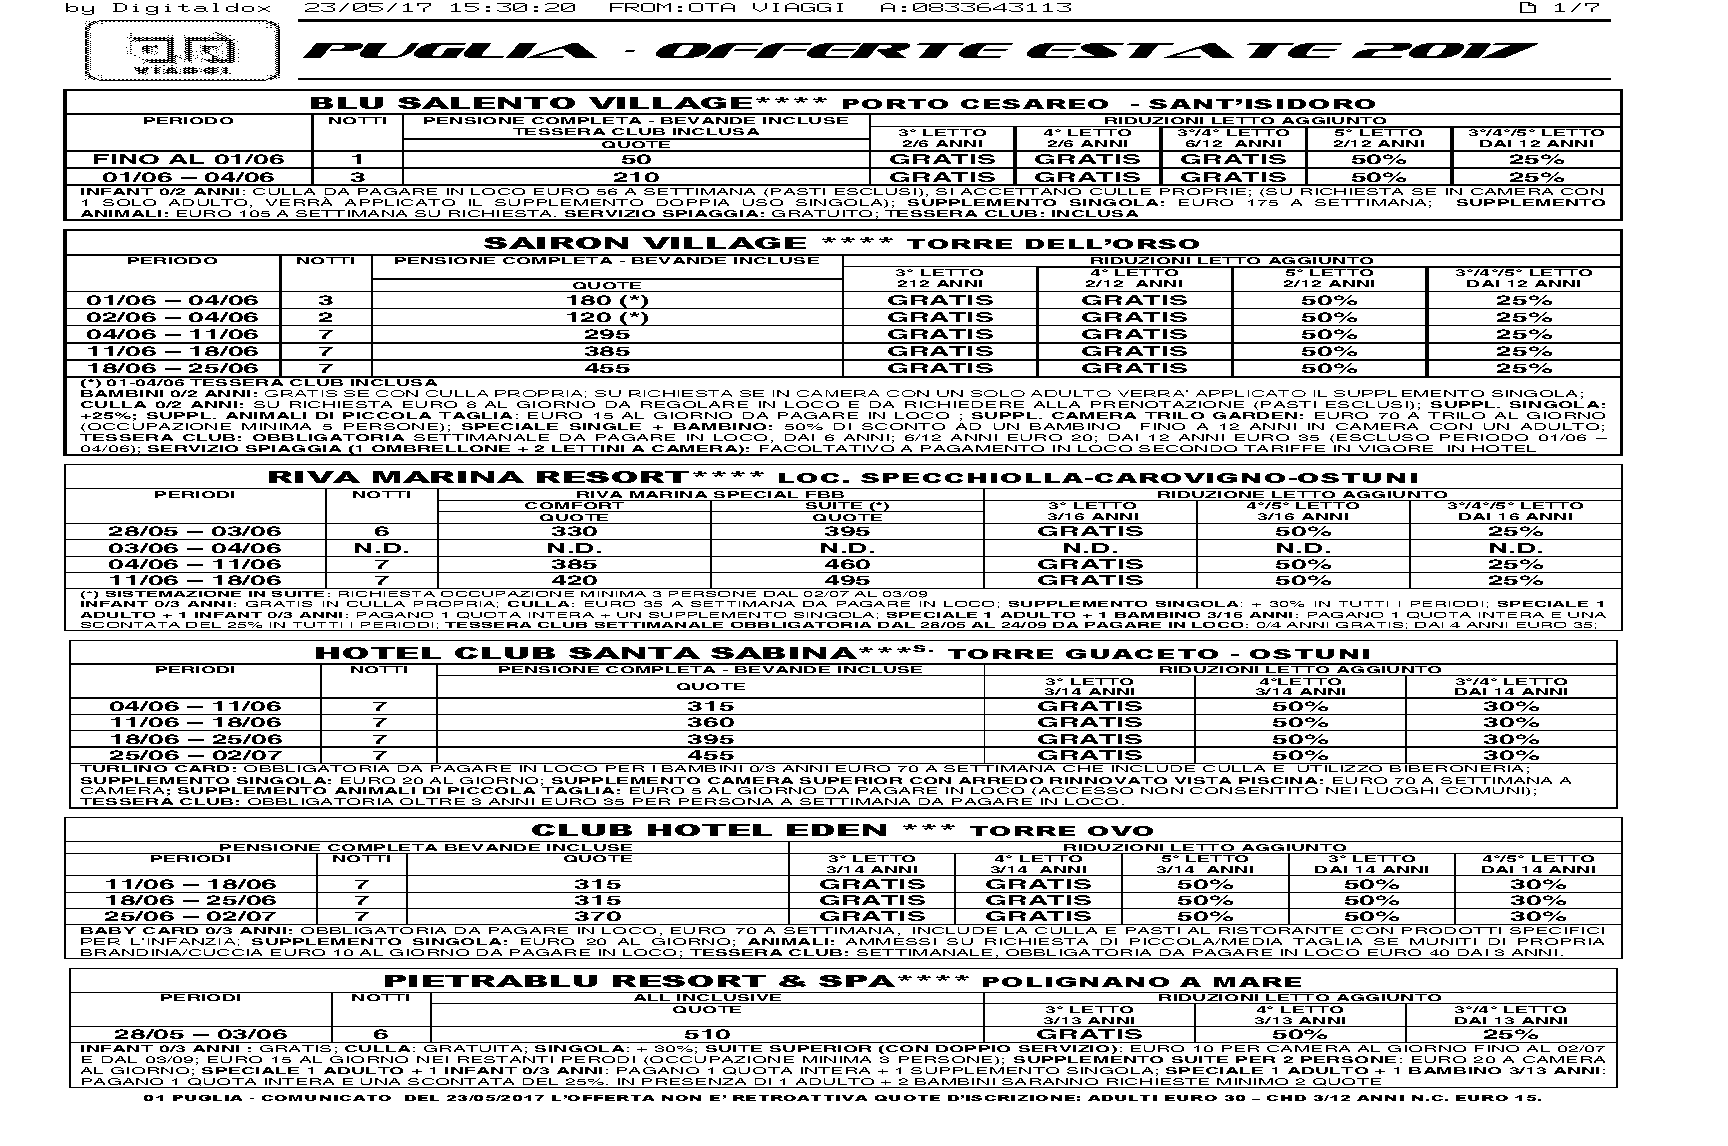 by Digitaldox 23/05/17 15:30:20 FROM:OTA VIAGGI A:0833643113 1/7
VIAGGI
PUGLIA - OFFERTE ESTATE 2017
BLU SALENTO VILLAGE**** PORTO CESAREO - SANT'ISIDORO
PERIODO NOTTI PENSIONE COMPLETA - BEVANDE INCLUSE RIDUZIONI LETTO AGGIUNTO
TESSERA CLUB INCLUSA 3° LETTO 4° LETTO 3°/4° LETTO 5° LETTO 3°/4°/5° LETTO
QUOTE 2/6 ANNI 2/6 ANNI 6/12 ANNI 2/12 ANNI DAI 12 ANNI
FINO AL 01/06 1 50 GRATIS GRATIS GRATIS 50% 25%
01/06 – 04/06 3 210 GRATIS GRATIS GRATIS 50% 25%
INFANT 0/2 ANNI: CULLA DA PAGARE IN LOCO EURO 56 A SETTIMANA (PASTI ESCLUSI), SI ACCETTANO CULLE PROPRIE; (SU RICHIESTA SE IN CAMERA CON
1 SOLO ADULTO, VERRÀ APPLICATO IL SUPPLEMENTO DOPPIA USO SINGOLA); SUPPLEMENTO SINGOLA: EURO 175 A SETTIMANA; SUPPLEMENTO
ANIMALI: EURO 105 A SETTIMANA SU RICHIESTA. SERVIZIO SPIAGGIA: GRATUITO; TESSERA CLUB: INCLUSA
SAIRON VILLAGE **** TORRE DELL'ORSO
PERIODO NOTTI PENSIONE COMPLETA - BEVANDE INCLUSE RIDUZIONI LETTO AGGIUNTO
3° LETTO 4° LETTO 5° LETTO 3°/4°/5° LETTO
QUOTE 212 ANNI 2/12 ANNI 2/12 ANNI DAI 12 ANNI
01/06 – 04/06 3 180 (*) GRATIS GRATIS 50% 25%
02/06 – 04/06 2 120 (*) GRATIS GRATIS 50% 25%
04/06 – 11/06 7 295 GRATIS GRATIS 50% 25%
11/06 – 18/06 7 385 GRATIS GRATIS 50% 25%
18/06 – 25/06 7 455 GRATIS GRATIS 50% 25%
(*) 01-04/06 TESSERA CLUB INCLUSA
BAMBINI 0/2 ANNI: GRATIS SE CON CULLA PROPRIA; SU RICHIESTA SE IN CAMERA CON UN SOLO ADULTO VERRA' APPLICATO IL SUPPLEMENTO SINGOLA;
CULLA 0/2 ANNI: SU RICHIESTA EURO 8 AL GIORNO DA REGOLARE IN LOCO E DA RICHIEDERE ALLA PRENOTAZIONE (PASTI ESCLUSI); SUPPL. SINGOLA:
+25%; SUPPL. ANIMALI DI PICCOLA TAGLIA: EURO 15 AL GIORNO DA PAGARE IN LOCO ; SUPPL. CAMERA TRILO GARDEN: EURO 70 A TRILO AL GIORNO
(OCCUPAZIONE MINIMA 5 PERSONE); SPECIALE SINGLE + BAMBINO: 50% DI SCONTO AD UN BAMBINO FINO A 12 ANNI IN CAMERA CON UN ADULTO;
TESSERA CLUB: OBBLIGATORIA SETTIMANALE DA PAGARE IN LOCO, DAI 6 ANNI; 6/12 ANNI EURO 20; DAI 12 ANNI EURO 35 (ESCLUSO PERIODO 01/06 –
04/06); SERVIZIO SPIAGGIA (1 OMBRELLONE + 2 LETTINI A CAMERA): FACOLTATIVO A PAGAMENTO IN LOCO SECONDO TARIFFE IN VIGORE IN HOTEL
RIVA MARINA RESORT**** LOC. SPECCHIOLLA-CAROVIGNO-OSTUNI
PERIODI NOTTI RIVA MARINA SPECIAL FBB RIDUZIONE LETTO AGGIUNTO
COMFORT SUITE (*) 3° LETTO 4°/5° LETTO 3°/4°/5° LETTO
QUOTE QUOTE 3/16 ANNI 3/16 ANNI DAI 16 ANNI
28/05 – 03/06 6 330 395 GRATIS 50% 25%
03/06 – 04/06 N.D. N.D. N.D. N.D. N.D. N.D.
04/06 – 11/06 7 385 460 GRATIS 50% 25%
11/06 – 18/06 7 420 495 GRATIS 50% 25%
(*) SISTEMAZIONE IN SUITE: RICHIESTA OCCUPAZIONE MINIMA 3 PERSONE DAL 02/07 AL 03/09
INFANT 0/3 ANNI: GRATIS IN CULLA PROPRIA; CULLA: EURO 35 A SETTIMANA DA PAGARE IN LOCO; SUPPLEMENTO SINGOLA: + 30% IN TUTTI I PERIODI; SPECIALE 1
ADULTO + 1 INFANT 0/3 ANNI: PAGANO 1 QUOTA INTERA + UN SUPPLEMENTO SINGOLA; SPECIALE 1 ADULTO + 1 BAMBINO 3/16 ANNI: PAGANO 1 QUOTA INTERA E UNA
SCONTATA DEL 25% IN TUTTI I PERIODI; TESSERA CLUB SETTIMANALE OBBLIGATORIA DAL 28/05 AL 24/09 DA PAGARE IN LOCO: 0/4 ANNI GRATIS; DAI 4 ANNI EURO 35;
HOTEL CLUB SANTA SABINA***S. TORRE GUACETO - OSTUNI
PERIODI NOTTI PENSIONE COMPLETA - BEVANDE INCLUSE RIDUZIONI LETTO AGGIUNTO
QUOTE 3° LETTO 4°LETTO 3°/4° LETTO
3/14 ANNI 3/14 ANNI DAI 14 ANNI
04/06 – 11/06 7 315 GRATIS 50% 30%
11/06 – 18/06 7 360 GRATIS 50% 30%
18/06 – 25/06 7 395 GRATIS 50% 30%
25/06 – 02/07 7 455 GRATIS 50% 30%
TURLINO CARD: OBBLIGATORIA DA PAGARE IN LOCO PER I BAMBINI 0/3 ANNI EURO 70 A SETTIMANA CHE INCLUDE CULLA E UTILIZZO BIBERONERIA;
SUPPLEMENTO SINGOLA: EURO 20 AL GIORNO; SUPPLEMENTO CAMERA SUPERIOR CON ARREDO RINNOVATO VISTA PISCINA: EURO 70 A SETTIMANA A
CAMERA; SUPPLEMENTO ANIMALI DI PICCOLA TAGLIA: EURO 5 AL GIORNO DA PAGARE IN LOCO (ACCESSO NON CONSENTITO NEI LUOGHI COMUNI);
TESSERA CLUB: OBBLIGATORIA OLTRE 3 ANNI EURO 35 PER PERSONA A SETTIMANA DA PAGARE IN LOCO.
CLUB HOTEL EDEN *** TORRE OVO
PENSIONE COMPLETA BEVANDE INCLUSE RIDUZIONI LETTO AGGIUNTO
PERIODI NOTTI QUOTE 3° LETTO 4° LETTO 5° LETTO 3° LETTO 4°/5° LETTO
3/14 ANNI 3/14 ANNI 3/14 ANNI DAI 14 ANNI DAI 14 ANNI
11/06 – 18/06 7 315 GRATIS GRATIS 50% 50% 30%
18/06 – 25/06 7 315 GRATIS GRATIS 50% 50% 30%
25/06 – 02/07 7 370 GRATIS GRATIS 50% 50% 30%
BABY CARD 0/3 ANNI: OBBLIGATORIA DA PAGARE IN LOCO, EURO 70 A SETTIMANA, INCLUDE LA CULLA E PASTI AL RISTORANTE CON PRODOTTI SPECIFICI
PER L'INFANZIA; SUPPLEMENTO SINGOLA: EURO 20 AL GIORNO; ANIMALI: AMMESSI SU RICHIESTA DI PICCOLA/MEDIA TAGLIA SE MUNITI DI PROPRIA
BRANDINA/CUCCIA EURO 10 AL GIORNO DA PAGARE IN LOCO; TESSERA CLUB: SETTIMANALE, OBBLIGATORIA DA PAGARE IN LOCO EURO 40 DAI 3 ANNI.
PIETRABLU RESORT & SPA**** POLIGNANO A MARE
PERIODI NOTTI ALL INCLUSIVE RIDUZIONI LETTO AGGIUNTO
QUOTE 3° LETTO 4° LETTO 3°/4° LETTO
3/13 ANNI 3/13 ANNI DAI 13 ANNI
28/05 – 03/06 6 510 GRATIS 50% 25%
INFANT 0/3 ANNI : GRATIS; CULLA: GRATUITA; SINGOLA: + 30%; SUITE SUPERIOR (CON DOPPIO SERVIZIO): EURO 10 PER CAMERA AL GIORNO FINO AL 02/07
E DAL 03/09; EURO 15 AL GIORNO NEI RESTANTI PERODI (OCCUPAZIONE MINIMA 3 PERSONE); SUPPLEMENTO SUITE PER 2 PERSONE: EURO 20 A CAMERA
AL GIORNO; SPECIALE 1 ADULTO + 1 INFANT 0/3 ANNI: PAGANO 1 QUOTA INTERA + 1 SUPPLEMENTO SINGOLA; SPECIALE 1 ADULTO + 1 BAMBINO 3/13 ANNI:
PAGANO 1 QUOTA INTERA E UNA SCONTATA DEL 25%. IN PRESENZA DI 1 ADULTO + 2 BAMBINI SARANNO RICHIESTE MINIMO 2 QUOTE
01 PUGLIA - COMUNICATO DEL 23/05/2017 L'OFFERTA NON E' RETROATTIVA QUOTE D'ISCRIZIONE: ADULTI EURO 30 – CHD 3/12 ANNI N.C. EURO 15.